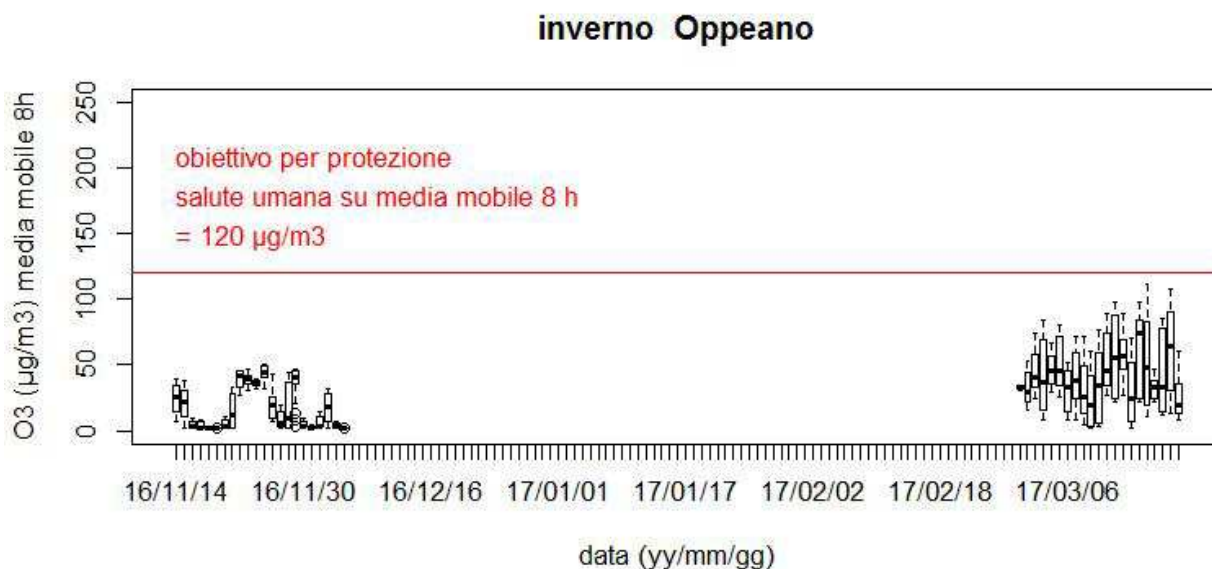 inverno Oppeano
O3 (µg/m3) media mobile 8h
250
200
150
100
50
0
obiettivo per protezione
salute umana su media mobile 8 h
= 120 µg/m3
16/11/14 16/11/30 16/12/16 17/01/01 17/01/17 17/02/02 17/02/18 17/03/06
data (yy/mm/gg)